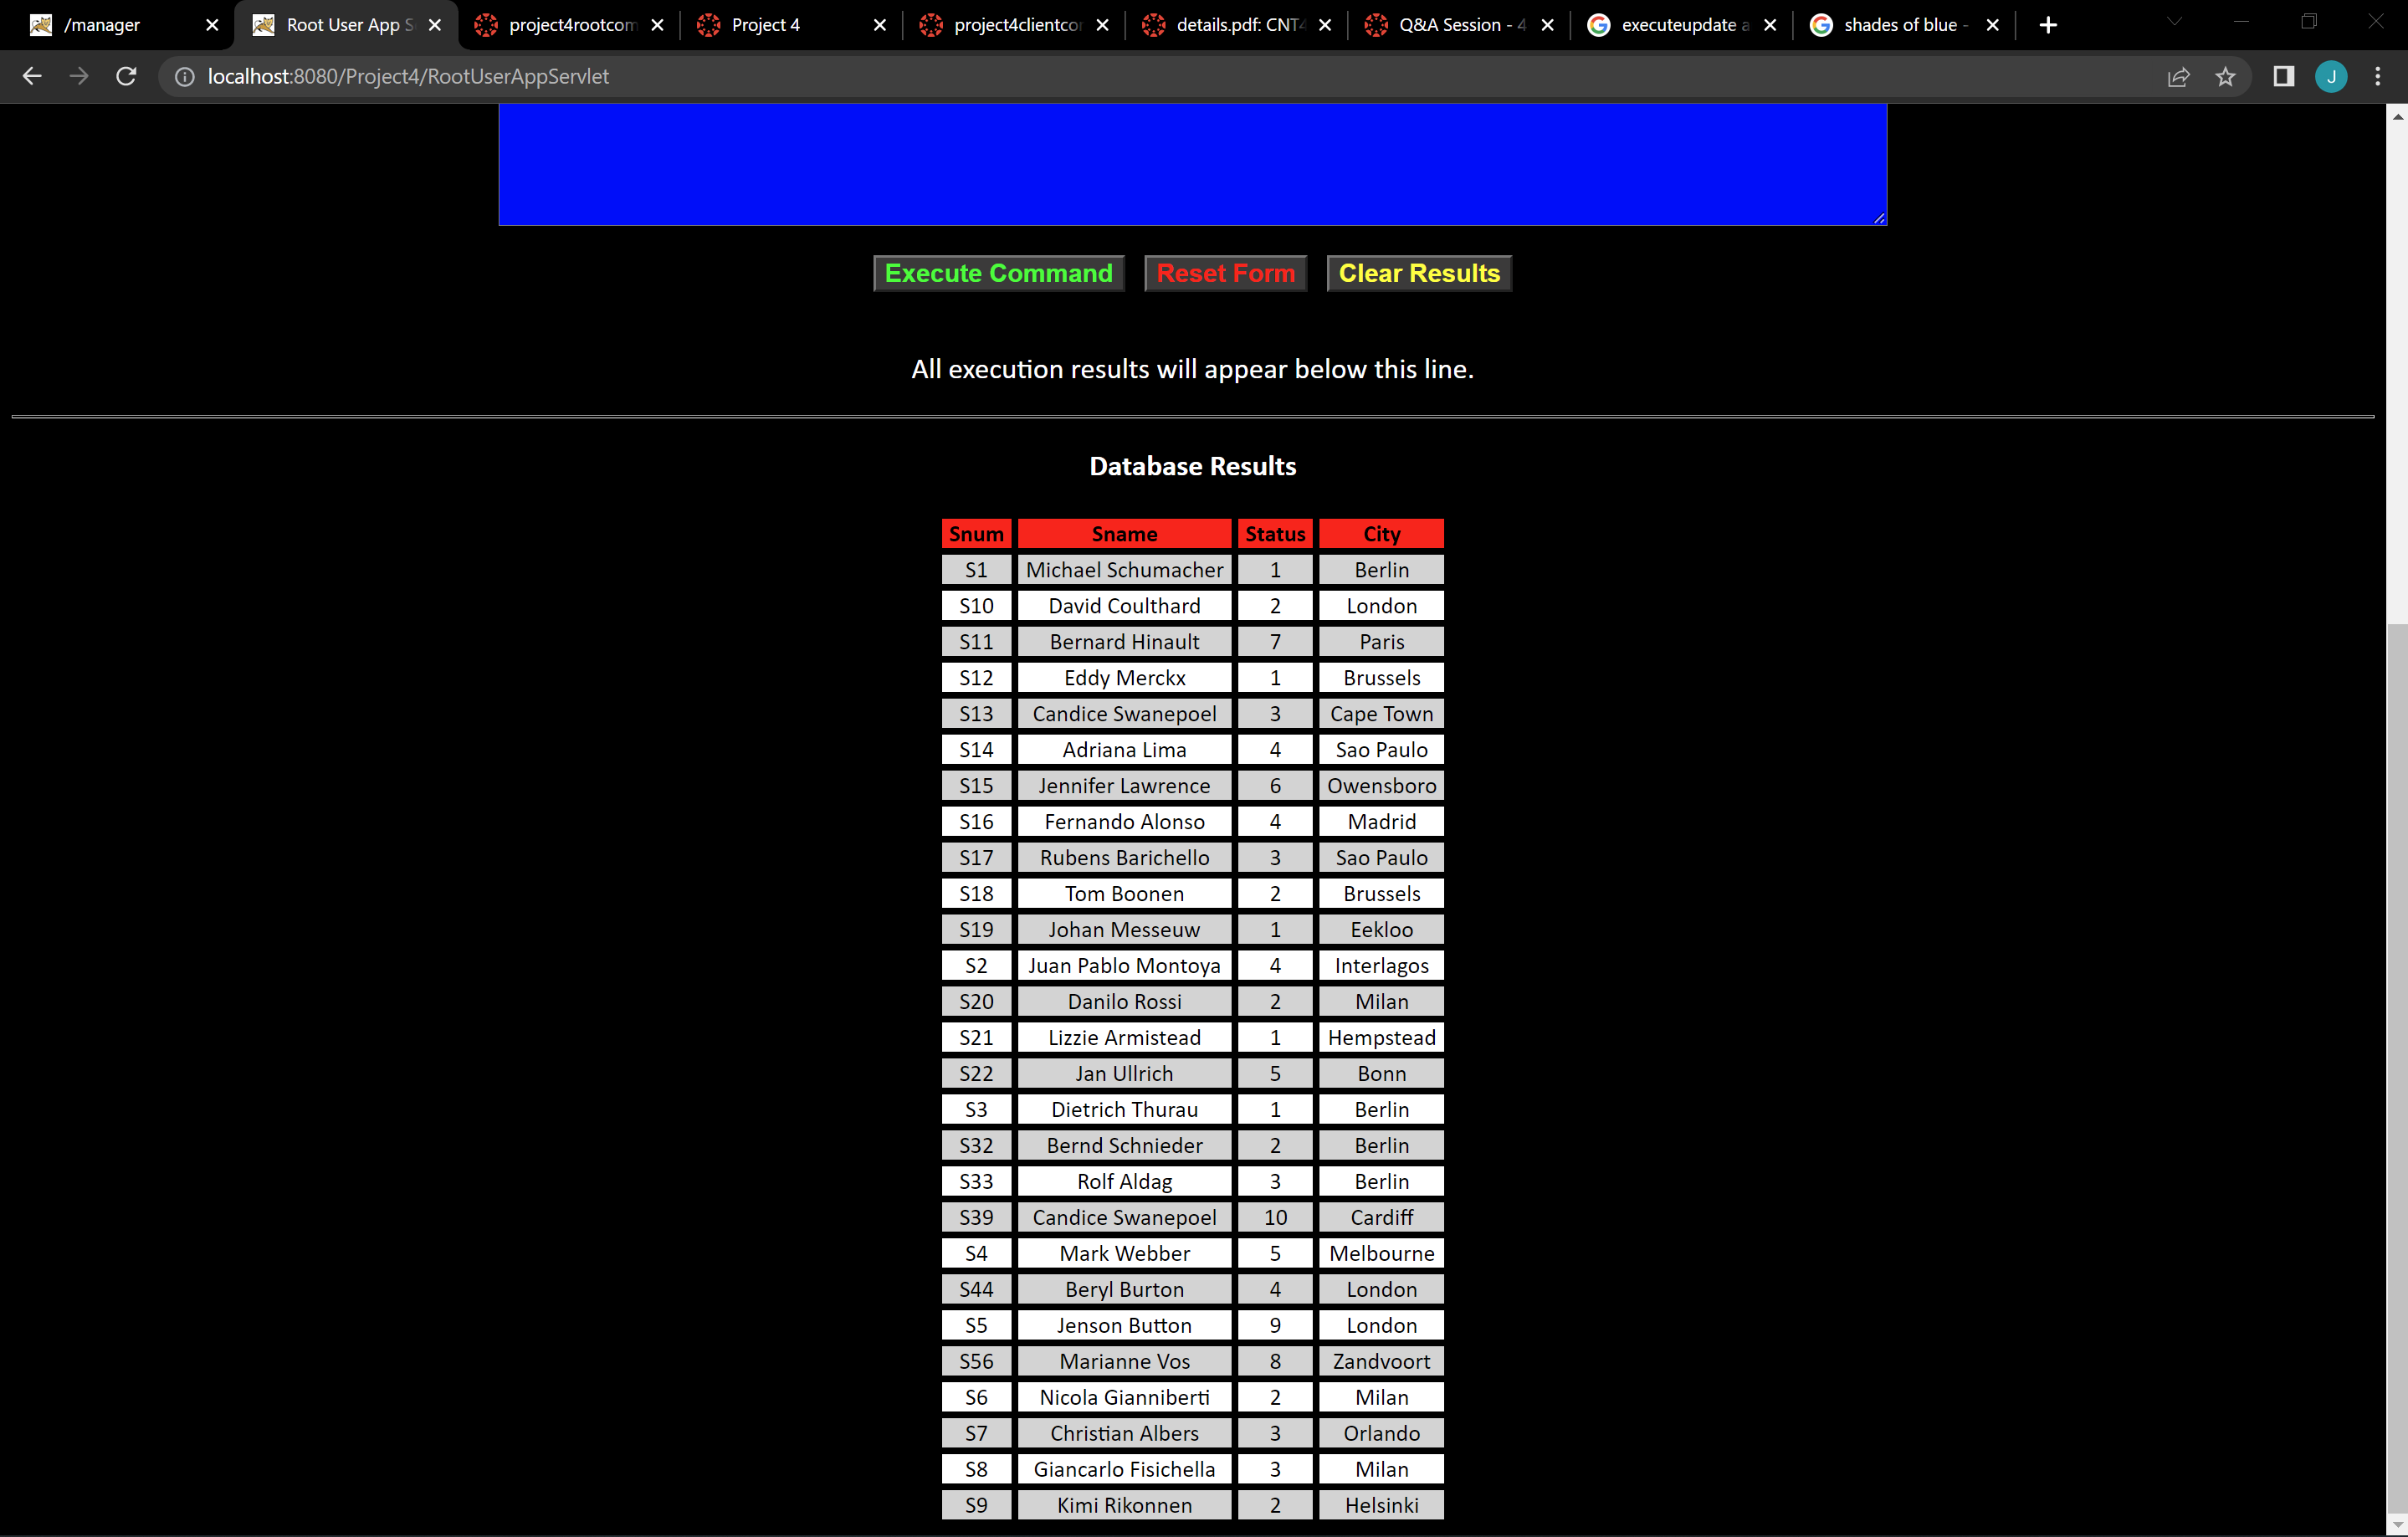 /manager Root User App S project4rootcom Project 4 project4clientcor details.pdf: CNT4 Q&A Session - 4 executeupdate a shades of blue -
localhost:8080/Project4/RootUserAppServlet J
Execute Command Reset Form Clear Results
All execution results will appear below this line.
Database Results
Snum Sname Status City
S1 Michael Schumacher 1 Berlin
S10 David Coulthard 2 London
S11 Bernard Hinault 7 Paris
S12 Eddy Merckx 1 Brussels
S13 Candice Swanepoel 3 Cape Town
S14 Adriana Lima 4 Sao Paulo
S15 Jennifer Lawrence 6 Owensboro
S16 Fernando Alonso 4 Madrid
S17 Rubens Barichello 3 Sao Paulo
S18 Tom Boonen 2 Brussels
S19 Johan Messeuw 1 Eekloo
S2 Juan Pablo Montoya 4 Interlagos
S20 Danilo Rossi 2 Milan
S21 Lizzie Armistead 1 Hempstead
S22 Jan Ullrich 5 Bonn
S3 Dietrich Thurau 1 Berlin
S32 Bernd Schnieder 2 Berlin
S33 Rolf Aldag 3 Berlin
S39 Candice Swanepoel 10 Cardiff
S4 Mark Webber 5 Melbourne
S44 Beryl Burton 4 London
S5 Jenson Button 9 London
S56 Marianne Vos 8 Zandvoort
S6 Nicola Gianniberti 2 Milan
S7 Christian Albers 3 Orlando
S8 Giancarlo Fisichella 3 Milan
S9 Kimi Rikonnen 2 Helsinki